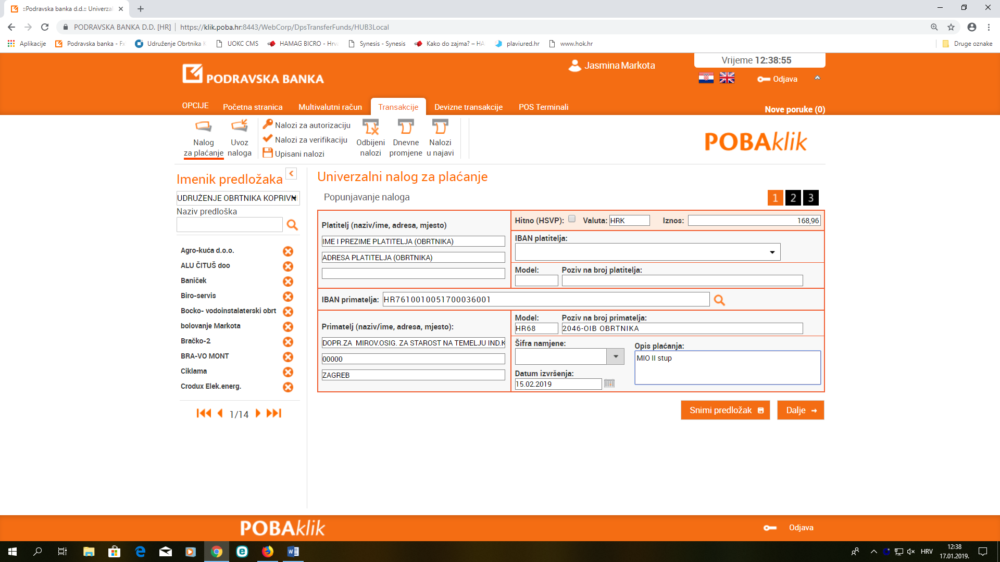 ::Podravska banka d.d.:: Univerza
PODRAVSKA BANKA D.D. [HR] https://klik.poba.hr:8443/WebCorp/DpsTransferFunds/HUB3Local
Aplikacije Podravska banka - Fx Udruženje Obrtnika UOKC CMS HAMAG BICRO - Hrv Synesis - Synesis Kako do zajma? – HA plaviured.hr www.hok.hr Druge oznake
PODRAVSKA BANKA
Jasmina Markota
Vrijeme 12:38:55
Odjava
OPCIJE Početna stranica Multivalutni račun Transakcije Devizne transakcije POS Terminali
Nove poruke (0)
Nalog za plaćanje
Uvoz naloga
Nalozi za autorizaciju
Nalozi za verifikaciju
Upisani nalozi
Odbijeni nalozi
Dnevne promjene
Nalozi u najavi
POBAklik
Imenik predložaka
UDRUŽENJE OBRTNIKA KOPRIVN
Naziv predloška
Agro-kuća d.o.o.
ALU ČITUŠ doo
Baniček
Biro-servis
Bocko- vodoinstalaterski obrt
bolovanje Markota
Bračko-2
BRA-VO MONT
Ciklama
Crodux Elek.energ.
1/14
Univerzalni nalog za plaćanje
Popunjavanje naloga
1 2 3
Platitelj (naziv/ime, adresa, mjesto)
IME I PREZIME PLATITELJA (OBRTNIKA)
ADRESA PLATITELJA (OBRTNIKA)
Hitno (HSVP): Valuta: HRK Iznos: 168,96
IBAN platitelja:
Model: Poziv na broj platitelja:
IBAN primatelja: HR7610010051700036001
Primatelj (naziv/ime, adresa, mjesto):
DOPR.ZA MIROV.OSIG. ZA STAROST NA TEMELJU IND.K
00000
ZAGREB
Model: Poziv na broj primatelja:
HR68 2046-OIB OBRTNIKA
Šifra namjene:
Opis plaćanja:
MIO II stup
Datum izvršenja:
15.02.2019
Snimi predložak Dalje
POBAklik
Odjava
HRV
12:38
17.01.2019.